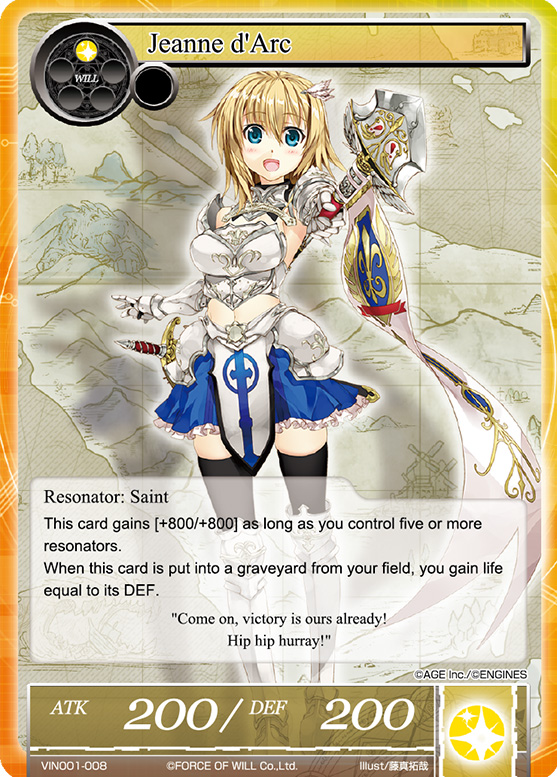 Jeanne d'Arc
WILL
Resonator: Saint
This card gains [+800/+800] as long as you control five or more
resonators.
When this card is put into a graveyard from your field, you gain life
equal to its DEF.
"Come on, victory is ours already!
Hip hip hurray!"
©AGE Inc./©ENGINES
ATK 200/ DEF 200
VIN001-008 ©FORCE OF WILL Co.,Ltd. Illust/藤真拓哉